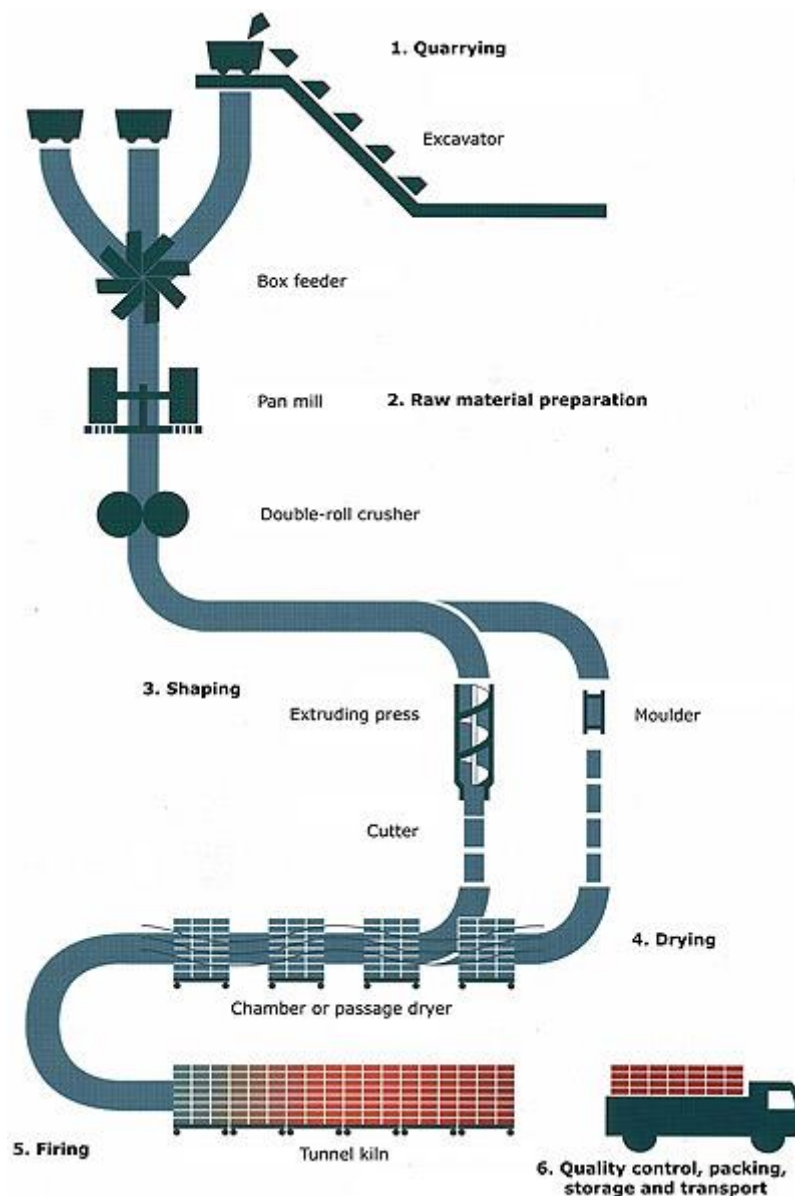 1. Quarrying
Excavator
Box feeder
Pan mill
2. Raw material preparation
Double-roll crusher
3. Shaping
Extruding press
Moulder
Cutter
4. Drying
Chamber or passage dryer
5. Firing
Tunnel kiln
6. Quality control, packing,
storage and transport